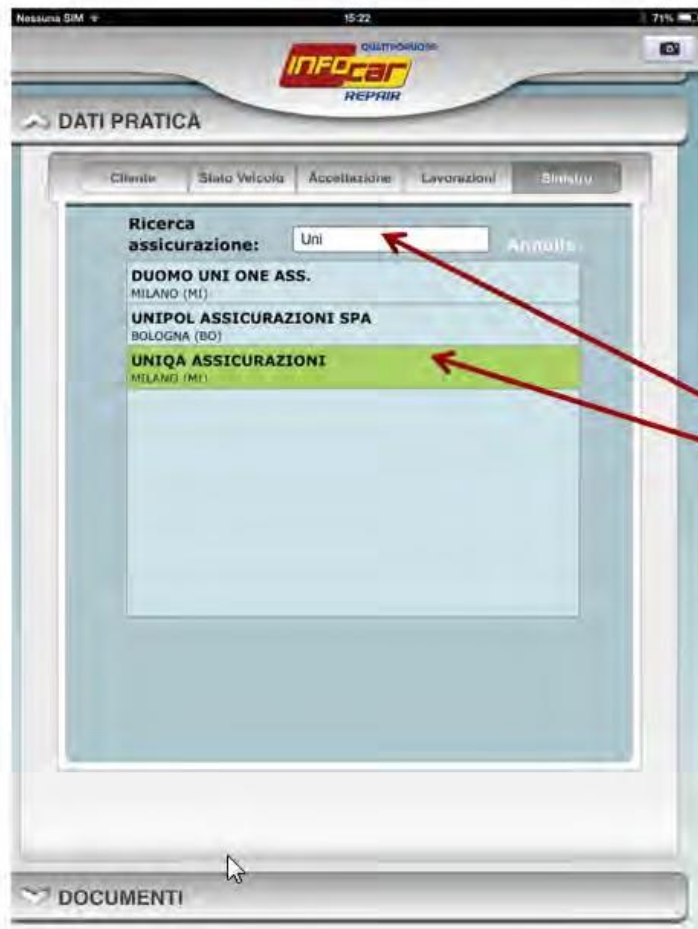 Nessuna SIM 15:22 71%
QUATTRORUOTE
INFOcar
REPAIR
DATI PRATICA
Cliente Stato Veicolo Accettazione Lavorazioni Sinistro
Ricerca
assicurazione: Uni Annulla
DUOMO UNI ONE ASS.
MILANO (MI)
UNIPOL ASSICURAZIONI SPA
BOLOGNA (BO)
UNIQA ASSICURAZIONI
MILANO (MI)
DOCUMENTI